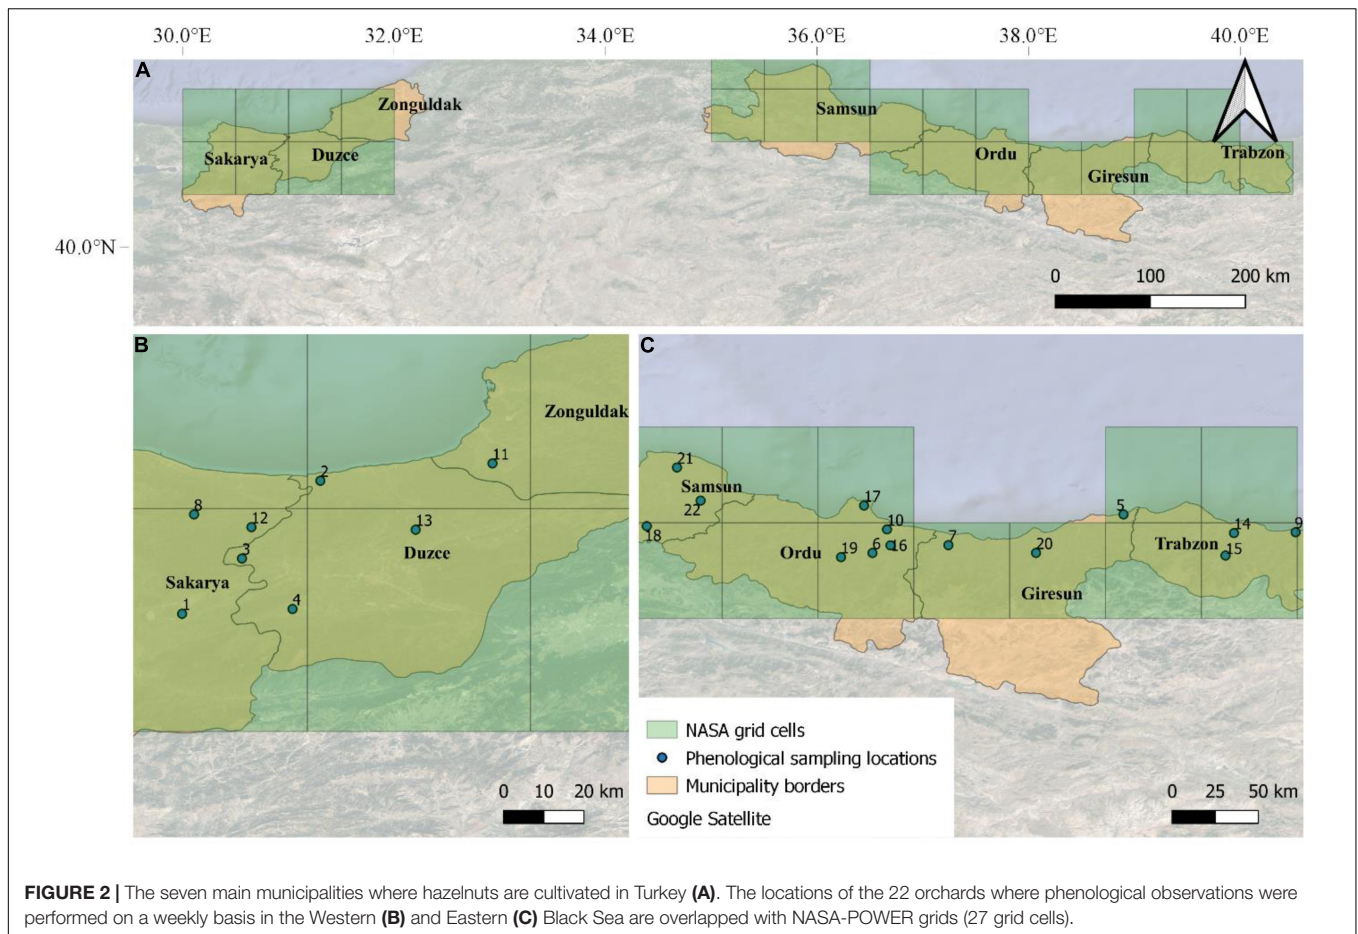 30.0°E 32.0°E 34.0°E 36.0°E 38.0°E 40.0°E
A
Zonguldak
Samsun
Sakarya Duzce Ordu Trabzon
Giresun
40.0°N
0 100 200 km
B
Zonguldak
11
2
8
12
13
Duzce
3
Sakarya
4
1
0 10 20 km
C
21
Samsun
22
17
5
18
10
14
9
Ordu
19
6
16
7
20
Trabzon
15
Giresun
NASA grid cells
Phenological sampling locations
Municipality borders
Google Satellite
0 25 50 km
FIGURE 2 | The seven main municipalities where hazelnuts are cultivated in Turkey (A). The locations of the 22 orchards where phenological observations were
performed on a weekly basis in the Western (B) and Eastern (C) Black Sea are overlapped with NASA-POWER grids (27 grid cells).